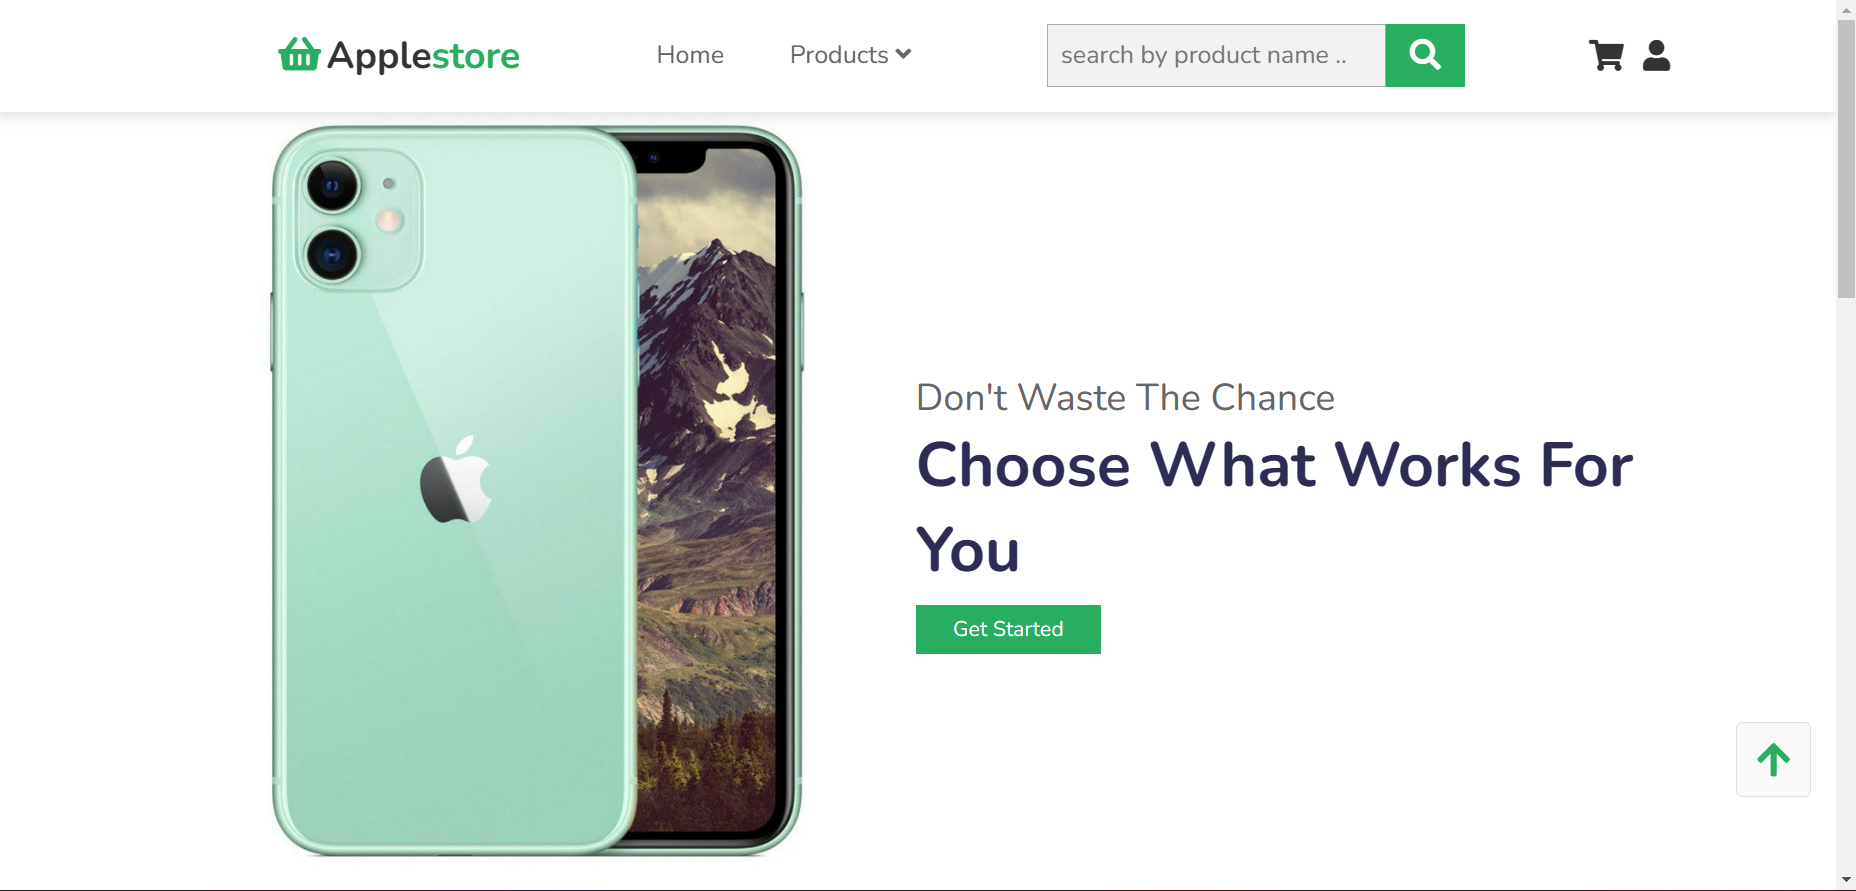 Applestore
Home
Products
search by product name ..
Don't Waste The Chance
Choose What Works For
You
Get Started